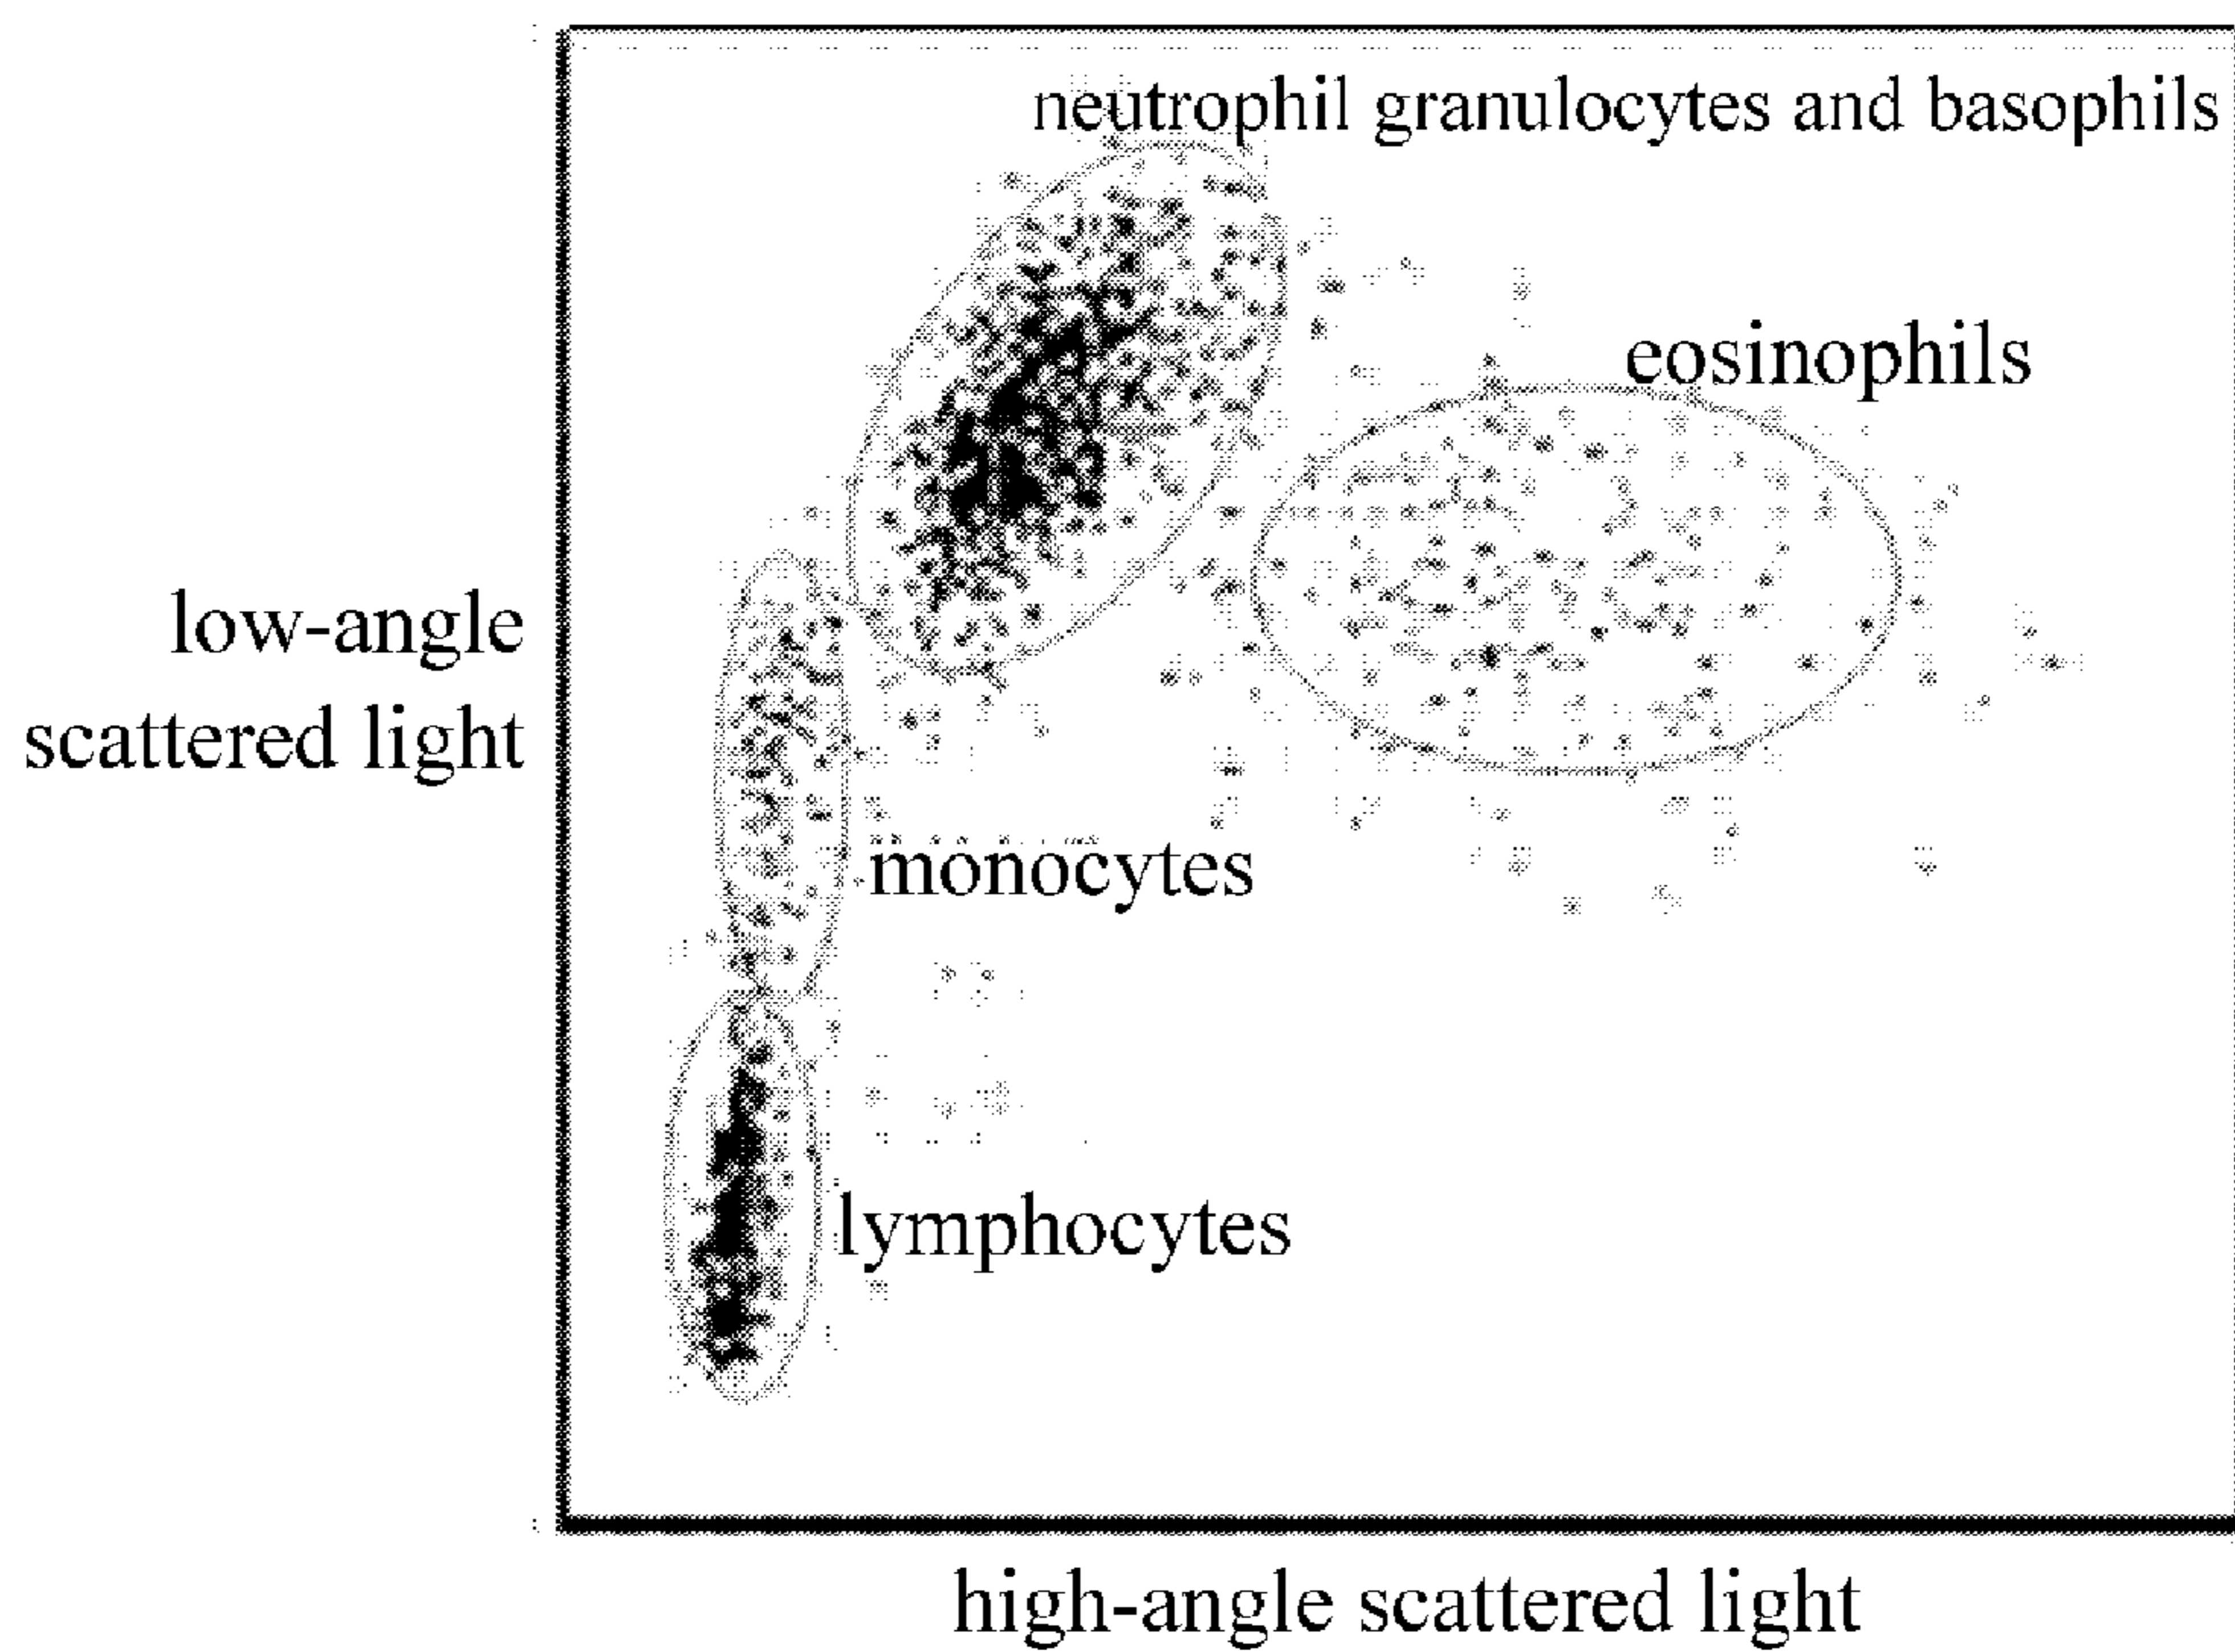 neutrophil granulocytes and basophils
eosinophils
low-angle
scattered light
monocytes
lymphocytes
high-angle scattered light